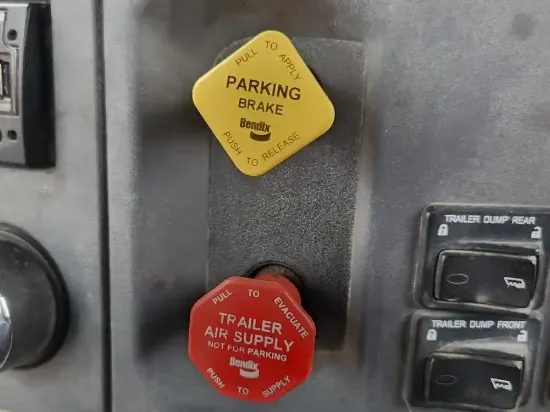 PULL TO APPLY
PARKING
BRAKE
Bendix
PUSH TO RELEASE
PULL TO EVACUATE
TRAILER
AIR SUPPLY
NOT FOR PARKING
Bendix
PUSH TO SUPPLY
TRAILER DUMP REAR
TRAILER DUMP FRONT